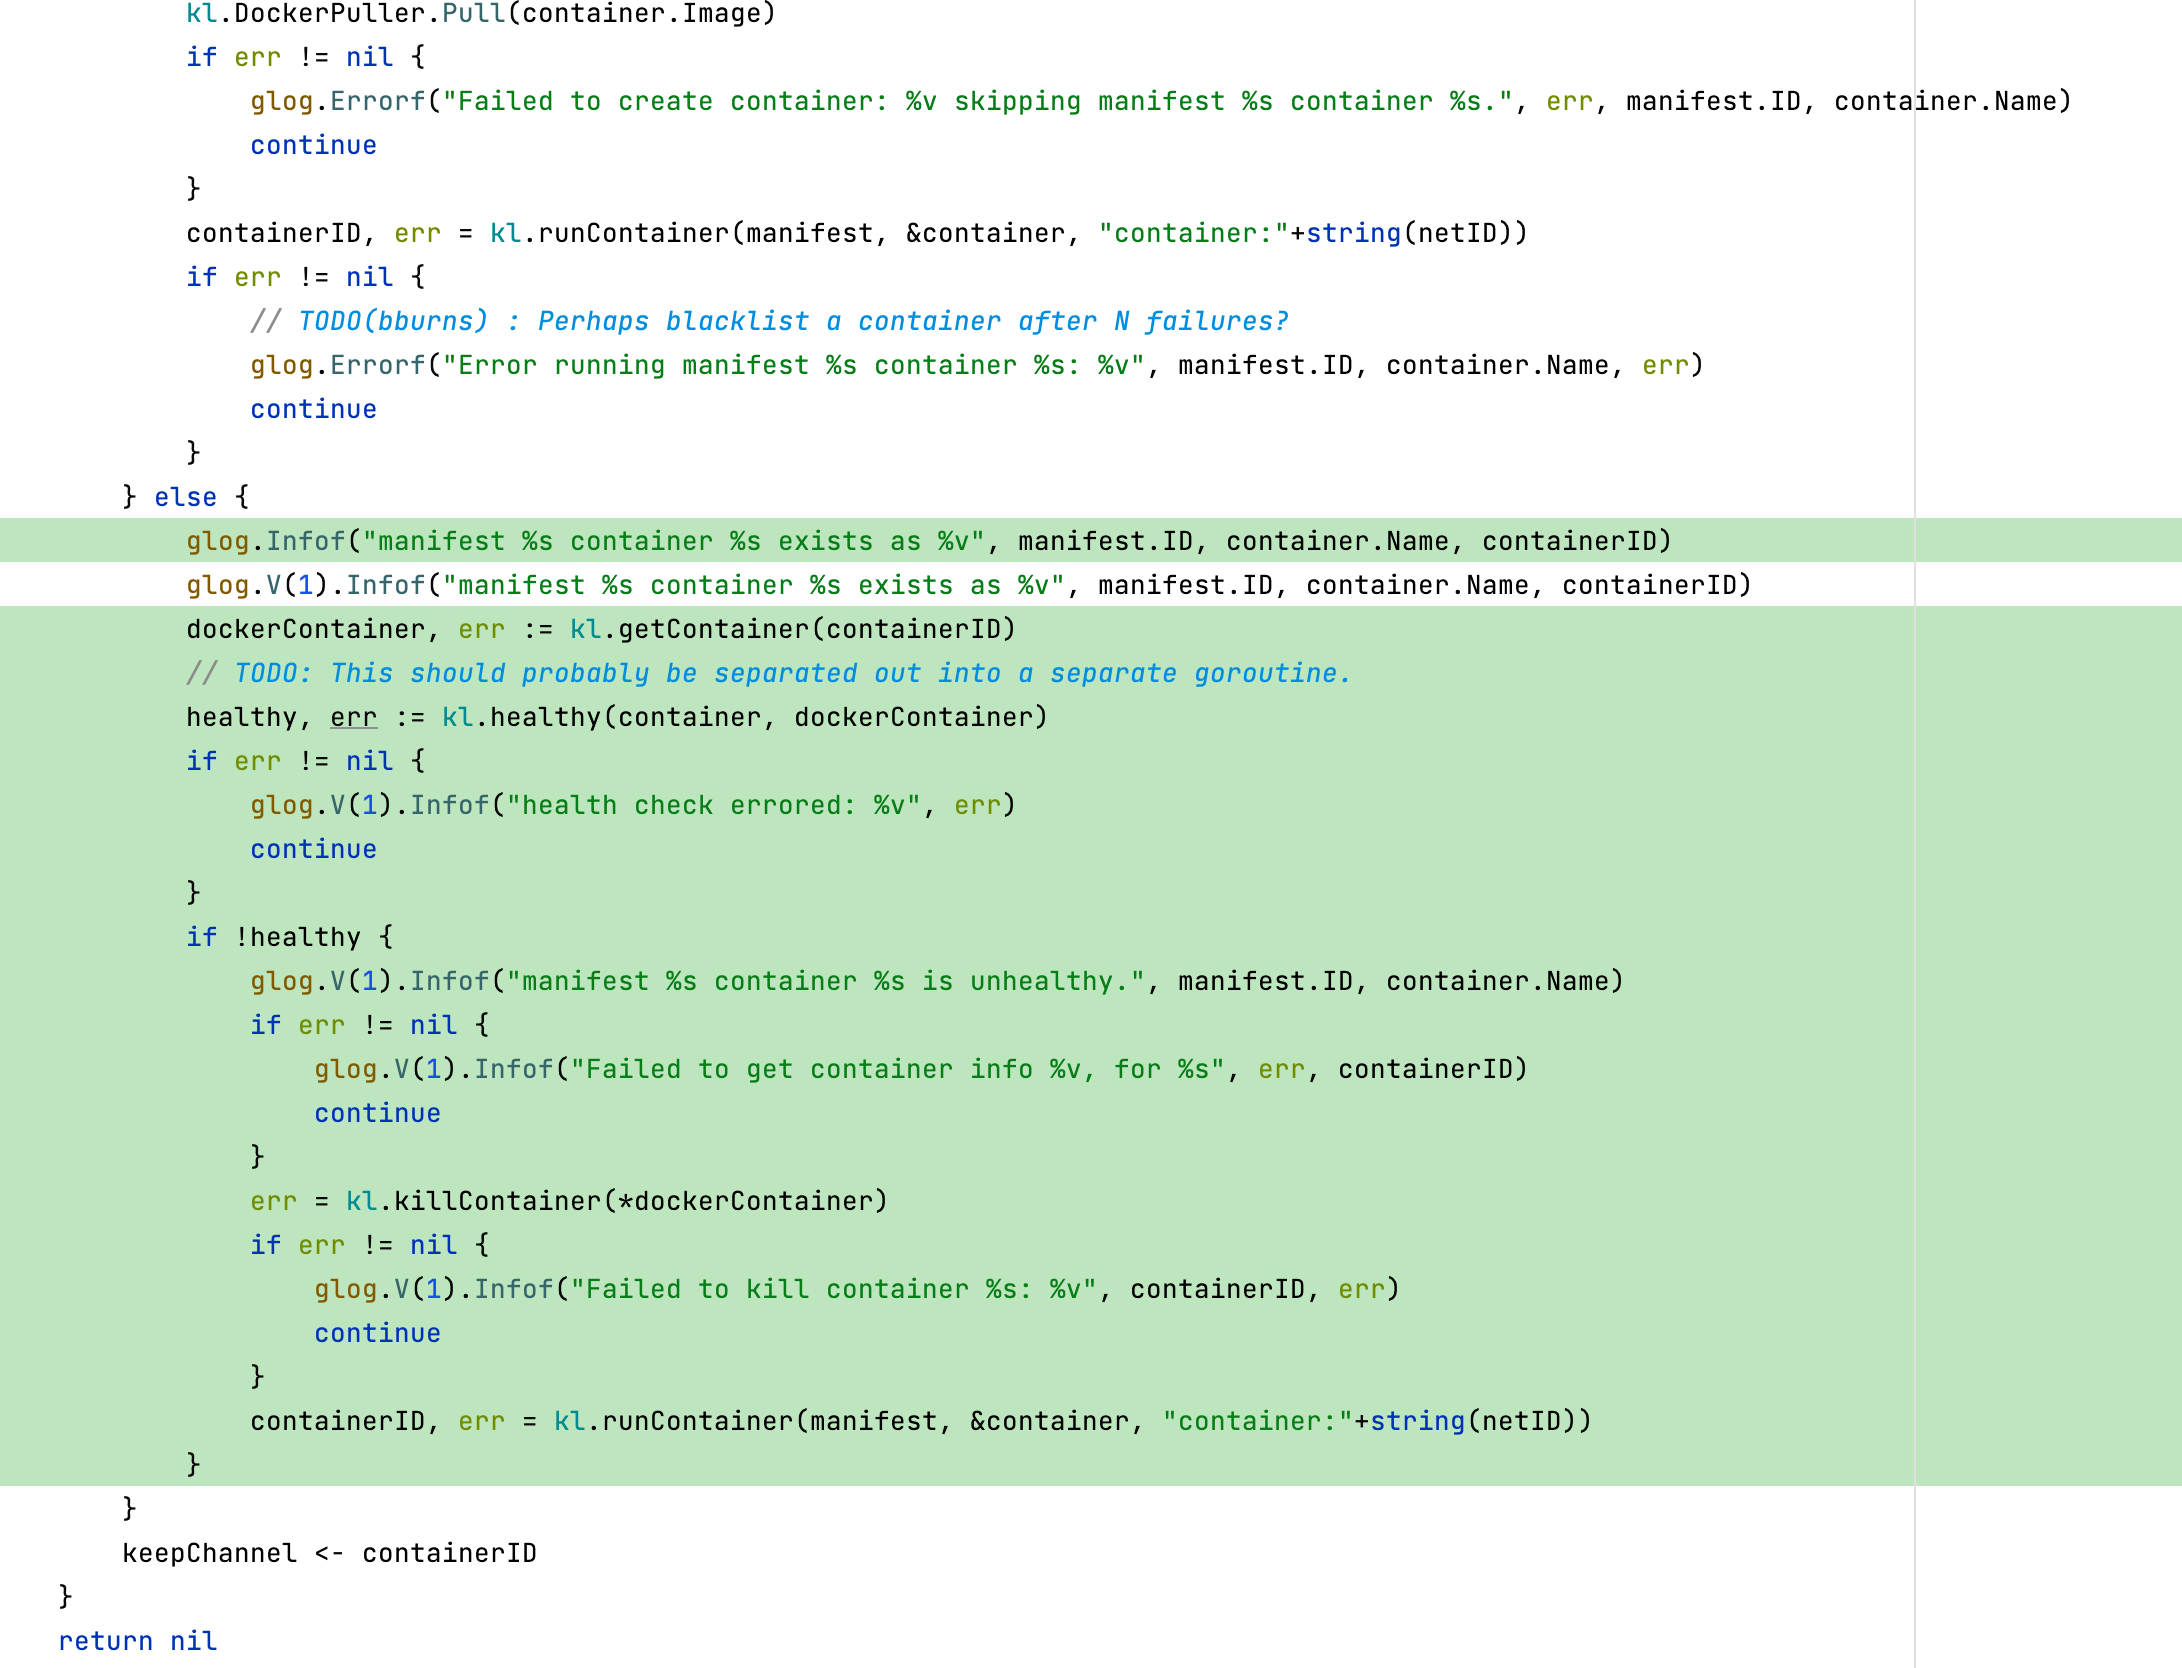 kl.DockerPuller.Pull(container.Image)
if err != nil {
glog.Errorf("Failed to create container: %v skipping manifest %s container %s.", err, manifest.ID, container.Name)
continue
}
containerID, err = kl.runContainer(manifest, &container, "container:"+string(netID))
if err != nil {
// TODO(bburns) : Perhaps blacklist a container after N failures?
glog.Errorf("Error running manifest %s container %s: %v", manifest.ID, container.Name, err)
continue
}
} else {
glog.Infof("manifest %s container %s exists as %v", manifest.ID, container.Name, containerID)
glog.V(1).Infof("manifest %s container %s exists as %v", manifest.ID, container.Name, containerID)
dockerContainer, err := kl.getContainer(containerID)
// TODO: This should probably be separated out into a separate goroutine.
healthy, err := kl.healthy(container, dockerContainer)
if err != nil {
glog.V(1).Infof("health check errored: %v", err)
continue
}
if !healthy {
glog.V(1).Infof("manifest %s container %s is unhealthy.", manifest.ID, container.Name)
if err != nil {
glog.V(1).Infof("Failed to get container info %v, for %s", err, containerID)
continue
}
err = kl.killContainer(*dockerContainer)
if err != nil {
glog.V(1).Infof("Failed to kill container %s: %v", containerID, err)
continue
}
containerID, err = kl.runContainer(manifest, &container, "container:"+string(netID))
}
}
keepChannel <- containerID
}
return nil